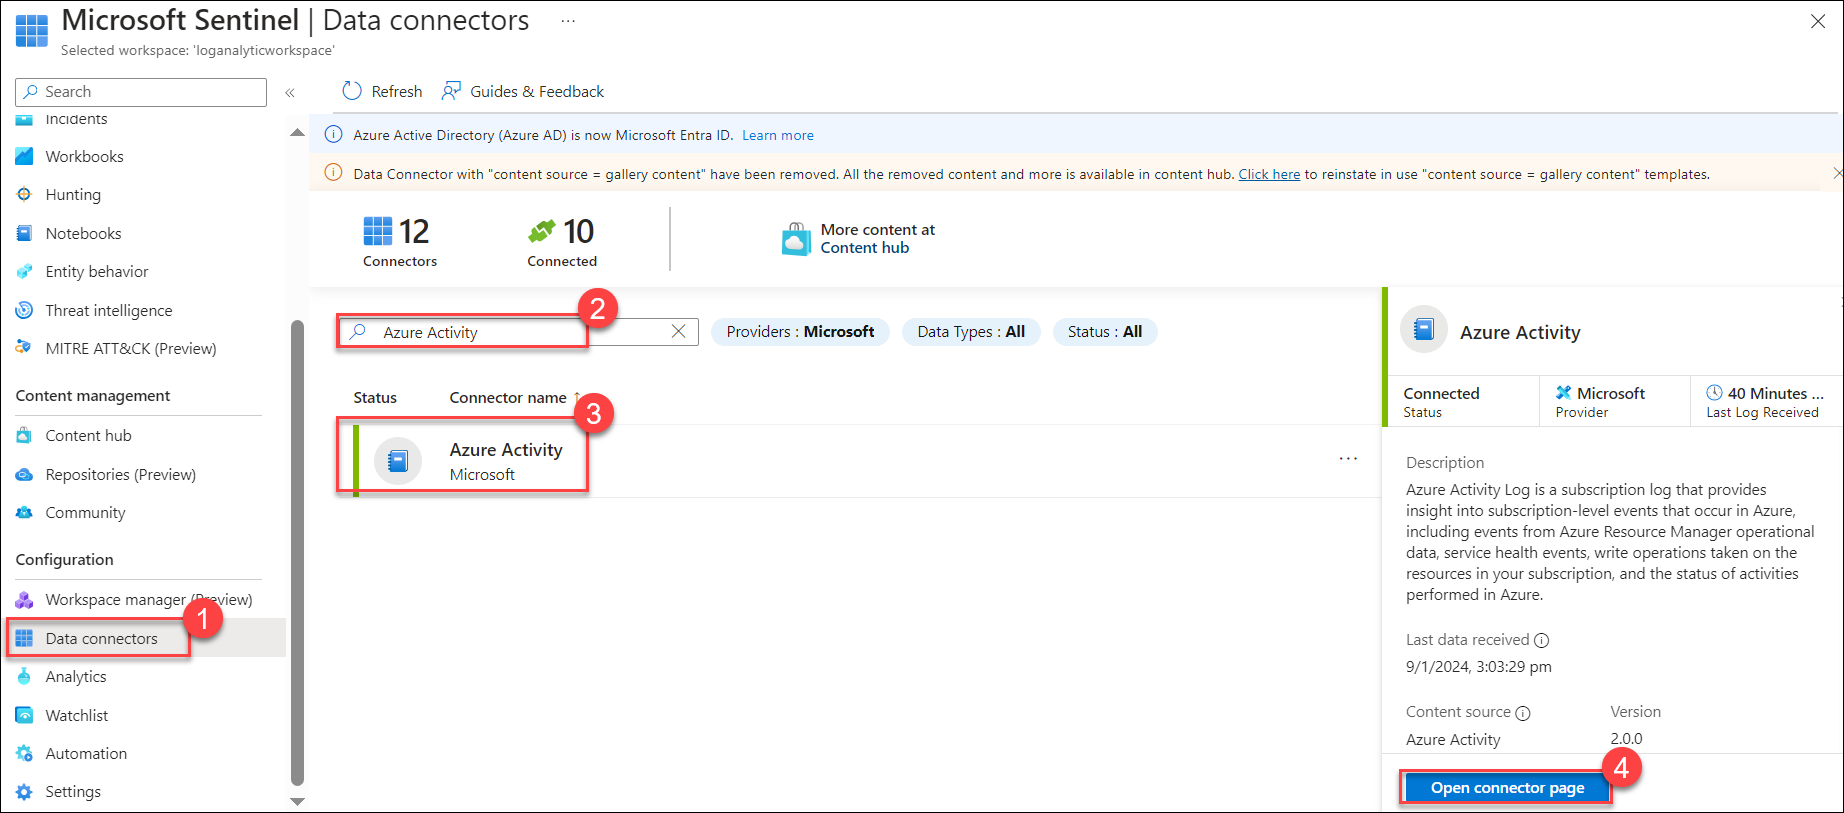 Microsoft Sentinel | Data connectors ...
Selected workspace: 'loganalyticworkspace'
Search «
Incidents
Workbooks
Hunting
Notebooks
Entity behavior
Threat intelligence
MITRE ATT&CK (Preview)
Content management
Content hub
Repositories (Preview)
Community
Configuration
Workspace manager (Preview)
1
Data connectors
Analytics
Watchlist
Automation
Settings
Refresh Guides & Feedback
Azure Active Directory (Azure AD) is now Microsoft Entra ID. Learn more
Data Connector with "content source = gallery content" have been removed. All the removed content and more is available in content hub. Click here to reinstate in use "content source = gallery content" templates.
12
Connectors
10
Connected
More content at
Content hub
2
Azure Activity
Providers : Microsoft Data Types : All Status : All
Status Connector name ↑
3
Azure Activity
Microsoft
...
Azure Activity
Connected
Status
Microsoft
Provider
40 Minutes ...
Last Log Received
Description
Azure Activity Log is a subscription log that provides
insight into subscription-level events that occur in Azure,
including events from Azure Resource Manager operational
data, service health events, write operations taken on the
resources in your subscription, and the status of activities
performed in Azure.
Last data received
9/1/2024, 3:03:29 pm
Content source Version
Azure Activity 2.0.0
4
Open connector page